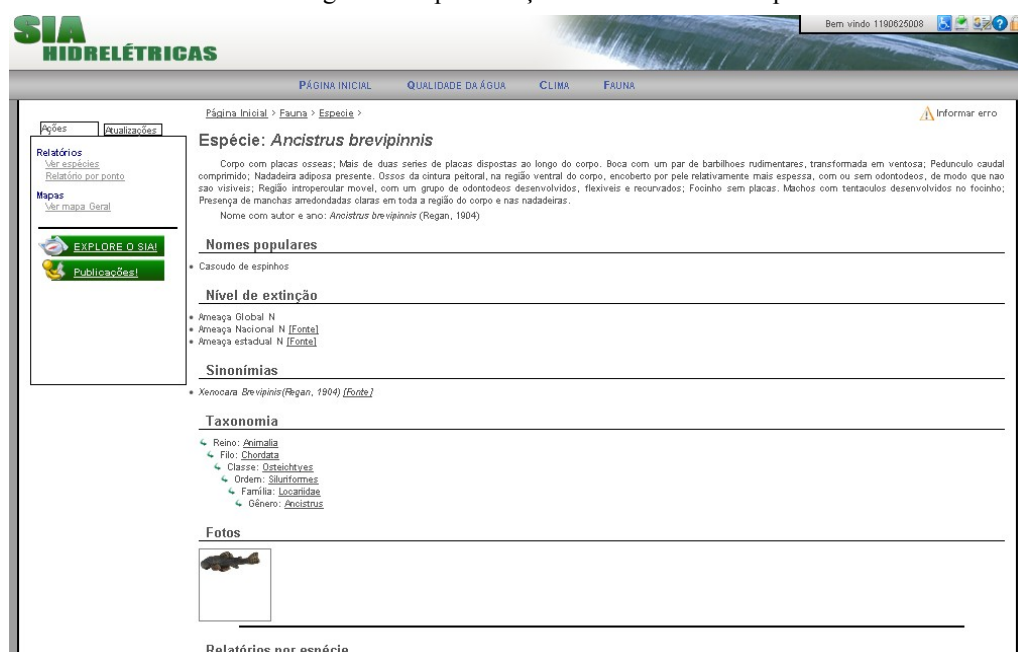 SIA
HIDRELÉTRICAS
Bem vindo 1190625008
PÁGINA INICIAL QUALIDADE DA ÁGUA CLIMA FAUNA
Página Inicial > Fauna > Especie >
Informar erro
Ações Atualizações
Relatórios
Ver espécies
Relatório por ponto
Mapas
Ver mapa Geral
EXPLORE O SIA!
Publicações!
Espécie: Ancistrus brevipinnis
Corpo com placas osseas; Mais de duas series de placas dispostas ao longo do corpo. Boca com um par de barbilhoes rudimentares, transformada em ventosa; Pedunculo caudal
comprimido; Nadadeira adiposa presente. Ossos da cintura peitoral, na região ventral do corpo, encoberto por pele relativamente mais espessa, com ou sem odontodeos, de modo que nao
sao visiveis; Região intropercular movel, com um grupo de odontodeos desenvolvidos, flexiveis e recurvados; Focinho sem placas. Machos com tentaculos desenvolvidos no focinho;
Presença de manchas arredondadas claras em toda a região do corpo e nas nadadeiras.
Nome com autor e ano: Ancistrus brevipinnis (Regan, 1904)
Nomes populares
Cascudo de espinhos
Nível de extinção
Ameaça Global N
Ameaça Nacional N [Fonte]
Ameaça estadual N [Fonte]
Sinonímias
Xenocara Brevipinis(Regan, 1904) [Fonte]
Taxonomia
Reino: Animalia
Filo: Chordata
Classe: Osteichtyes
Ordem: Siluriformes
Família: Locariidae
Gênero: Ancistrus
Fotos
Relatórios por espécie